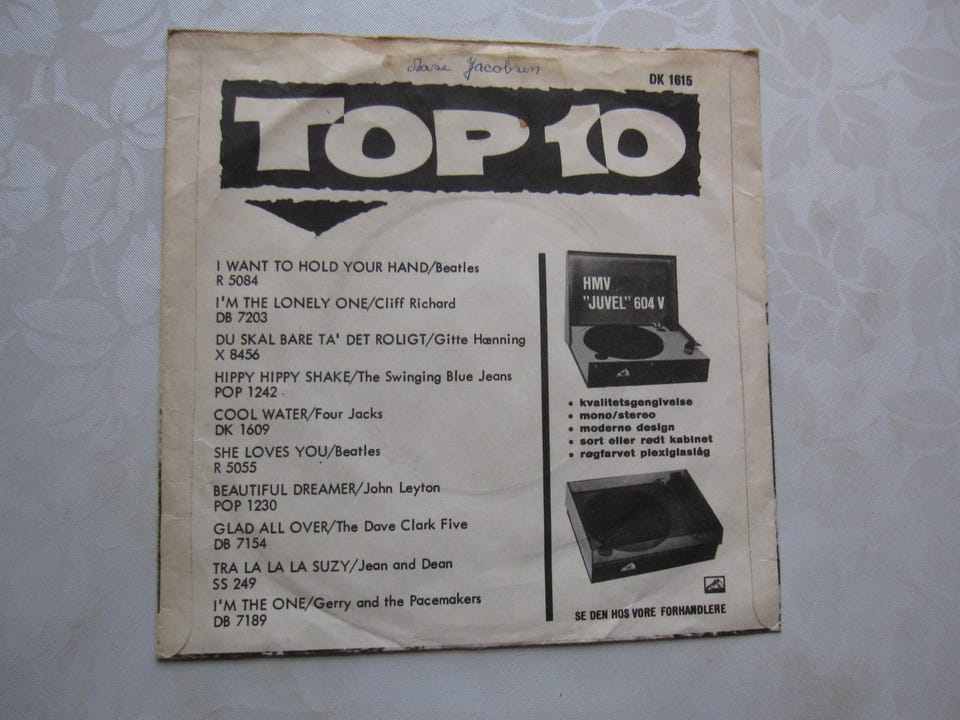 Aase Jacobsen
DK 1615
TOP 10
I WANT TO HOLD YOUR HAND/Beatles
R 5084
I'M THE LONELY ONE/Cliff Richard
DB 7203
DU SKAL BARE TA' DET ROLIGT/Gitte Hænning
X 8456
HIPPY HIPPY SHAKE/The Swinging Blue Jeans
POP 1242
COOL WATER/Four Jacks
DK 1609
SHE LOVES YOU/Beatles
R 5055
BEAUTIFUL DREAMER/John Leyton
POP 1230
GLAD ALL OVER/The Dave Clark Five
DB 7154
TRA LA LA LA SUZY/Jean and Dean
SS 249
I'M THE ONE/Gerry and the Pacemakers
DB 7189
HMV
"JUVEL" 604 V
• kvalitetsgengivelse
• mono/stereo
• moderne design
• sort eller rødt kabinet
• røgfarvet plexiglaslåg
SE DEN HOS VORE FORHANDLERE